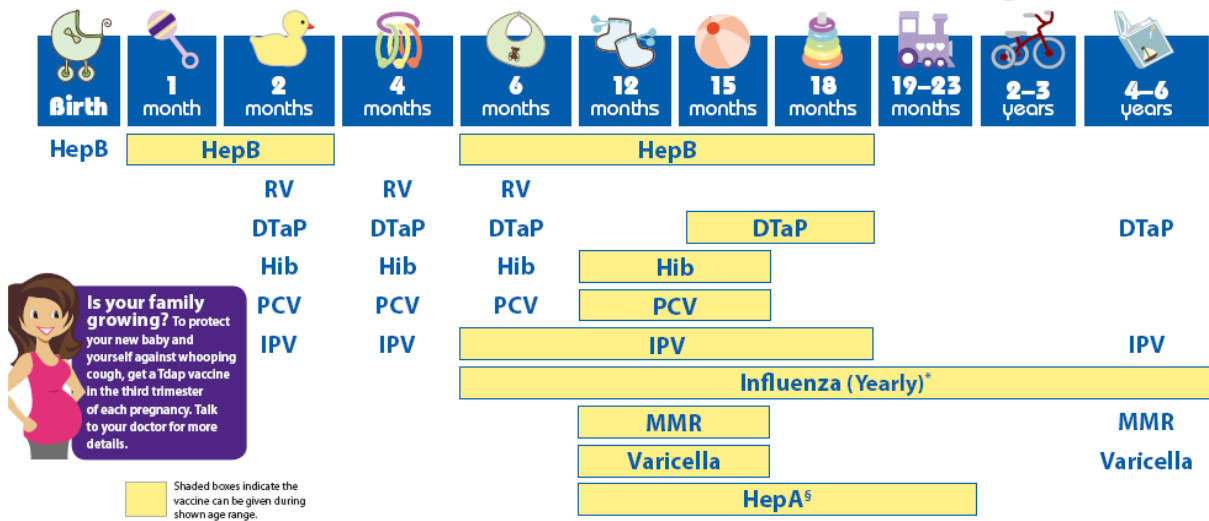 Birth
1 month
2 months
4 months
6 months
12 months
15 months
18 months
19–23 months
2–3 years
4–6 years
HepB HepB HepB
RV RV RV
DTaP DTaP DTaP DTaP DTaP
Hib Hib Hib Hib
PCV PCV PCV PCV
IPV IPV IPV IPV
Influenza (Yearly)*
MMR MMR
Varicella Varicella
HepA§
Is your family
growing? To protect
your new baby and
yourself against whooping
cough, get a Tdap vaccine
in the third trimester
of each pregnancy. Talk
to your doctor for more
details.
Shaded boxes indicate the
vaccine can be given during
shown age range.